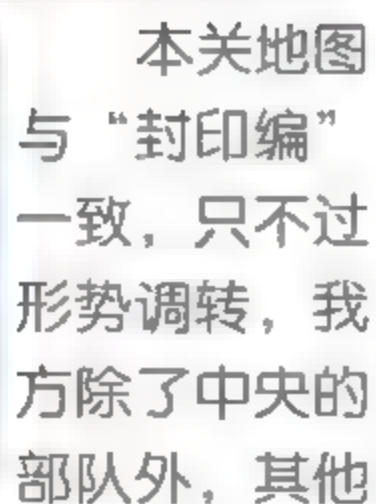 本关地图
与“封印编”
一致，只不过
形势调转，我
方除了中央的
部队外，其他